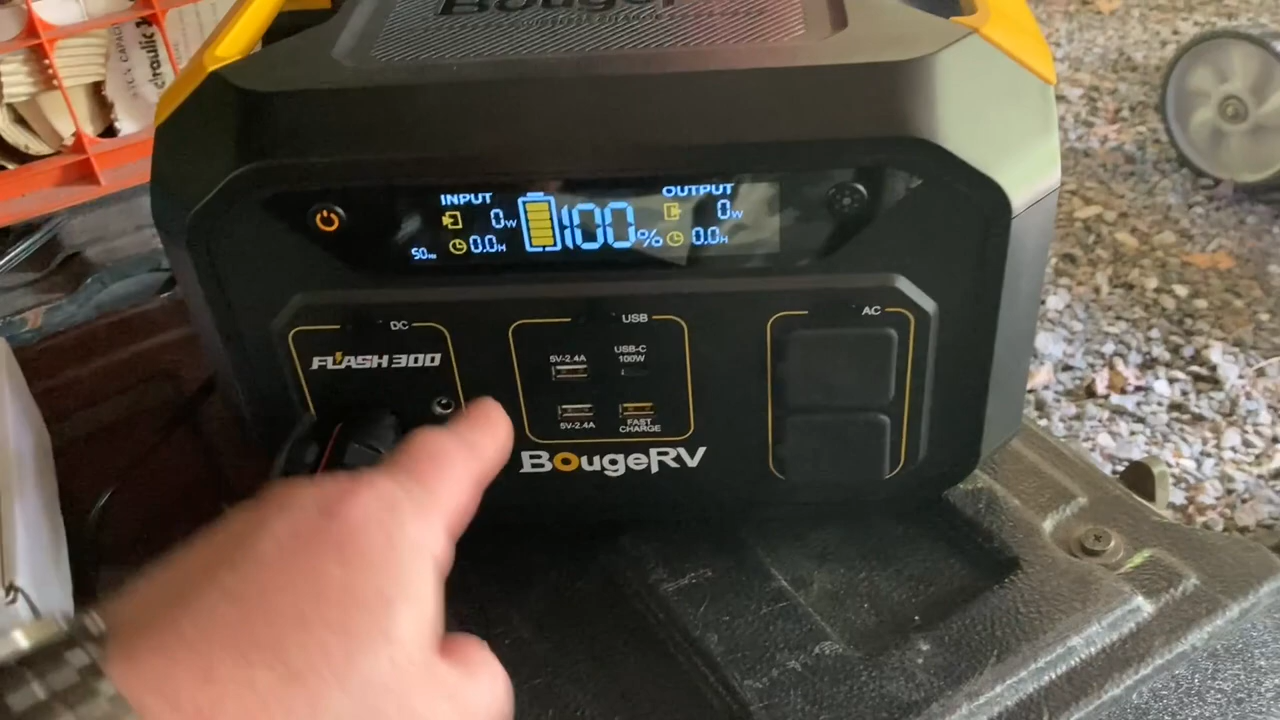 BougeRV
INPUT
OUTPUT
0W
100%
0W
50Hz
0.0H
0.0H
DC
USB
AC
FLASH 300
5V-2.4A
USB-C
100W
5V-2.4A
FAST
CHARGE
BougeRV